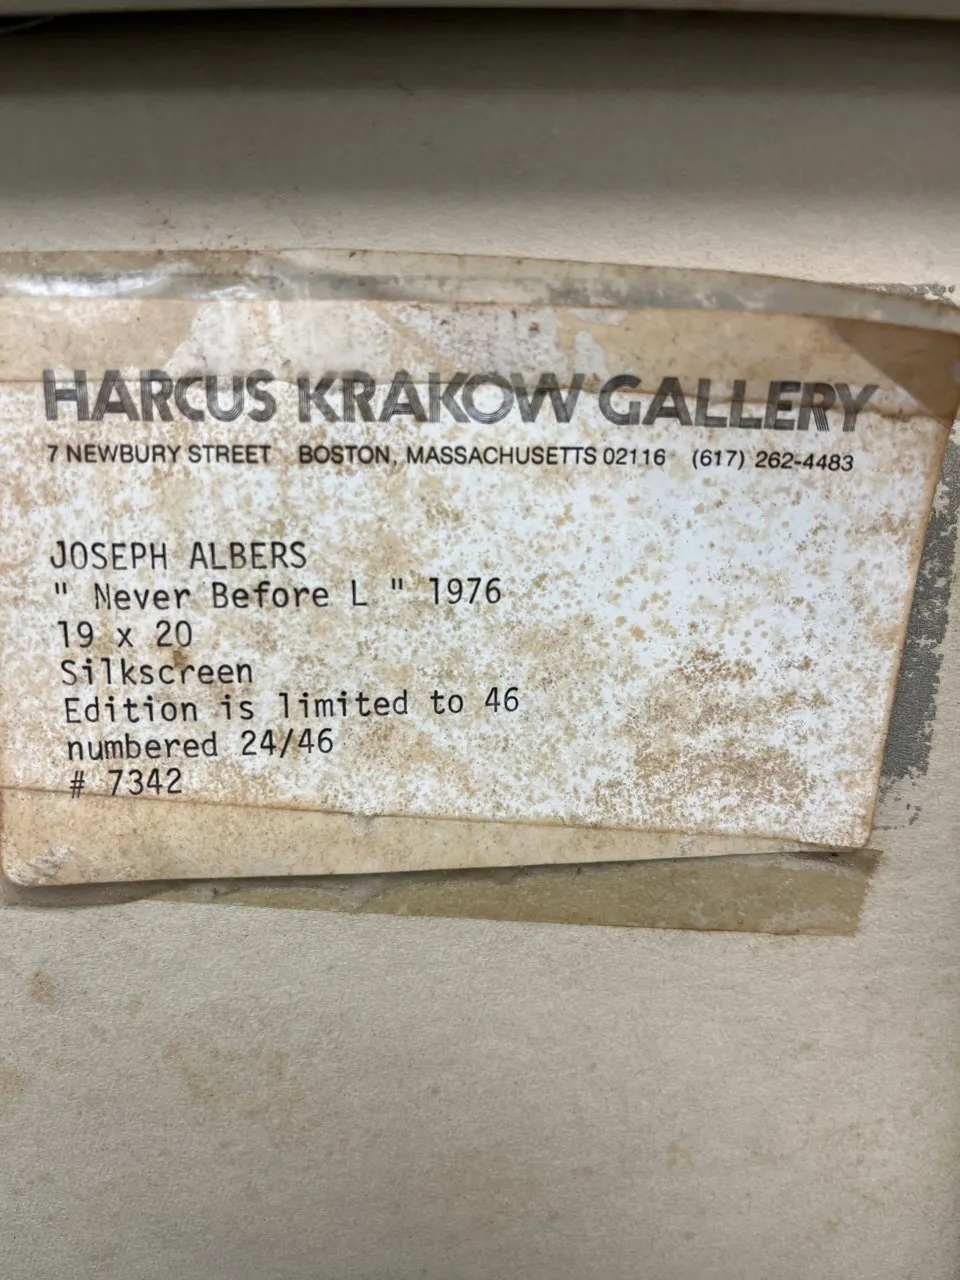 HARCUS KRAKOW GALLERY
7 NEWBURY STREET BOSTON, MASSACHUSETTS 02116 (617) 262-4483
JOSEPH ALBERS
" Never Before L " 1976
19 x 20
Silkscreen
Edition is limited to 46
numbered 24/46
# 7342